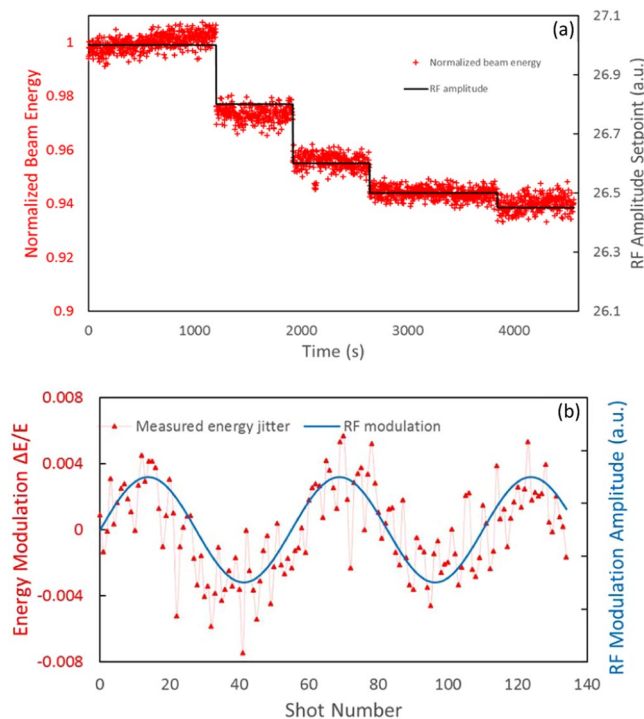 (a)
1
0.98
0.96
0.94
0.92
0.9
Normalized Beam Energy
27.1
26.9
26.7
26.5
26.3
26.1
RF Amplitude Setpoint (a.u.)
Normalized beam energy
RF amplitude
0 1000 2000 3000 4000
Time (s)
(b)
0.008
0.004
0
-0.004
-0.008
Energy Modulation ΔE/E
RF Modulation Amplitude (a.u.)
Measured energy jitter RF modulation
0 20 40 60 80 100 120 140
Shot Number